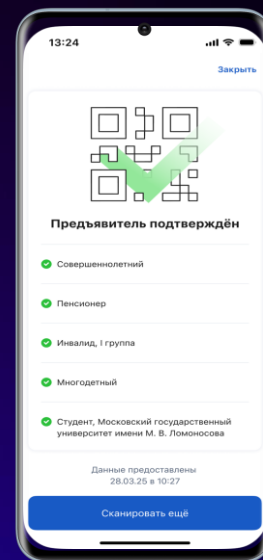 13:24
Закрыть
Предъявитель подтверждён
Совершеннолетний
Пенсионер
Инвалид, I группа
Многодетный
Студент, Московский государственный
университет имени М. В. Ломоносова
Данные предоставлены
28.03.25 в 10:27
Сканировать ещё